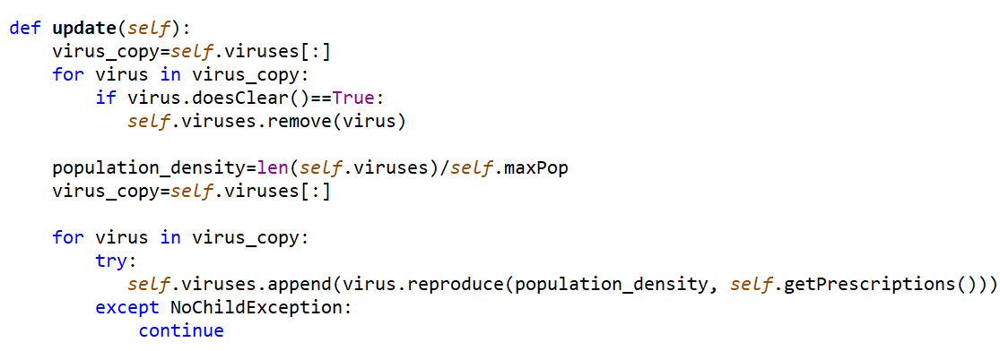 def update(self):
    virus_copy=self.viruses[:]
    for virus in virus_copy:
        if virus.doesClear()==True:
           self.viruses.remove(virus)

    population_density=len(self.viruses)/self.maxPop
    virus_copy=self.viruses[:]

    for virus in virus_copy:
        try:
           self.viruses.append(virus.reproduce(population_density, self.getPrescriptions()))
        except NoChildException:
            continue